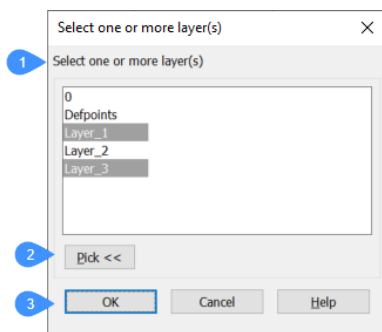 Select one or more layer(s)
1
Select one or more layer(s)
0
Defpoints
Layer_1
Layer_2
Layer_3
2
Pick <<
3
OK Cancel Help